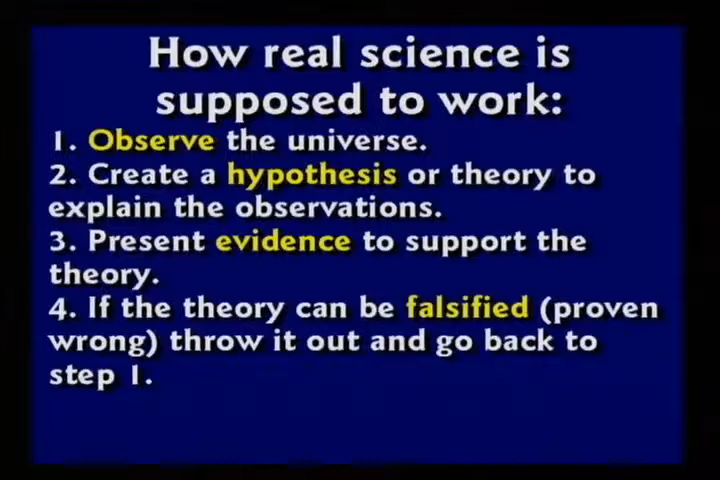 How real science is
supposed to work:
1. Observe the universe.
2. Create a hypothesis or theory to
explain the observations.
3. Present evidence to support the
theory.
4. If the theory can be falsified (proven
wrong) throw it out and go back to
step 1.